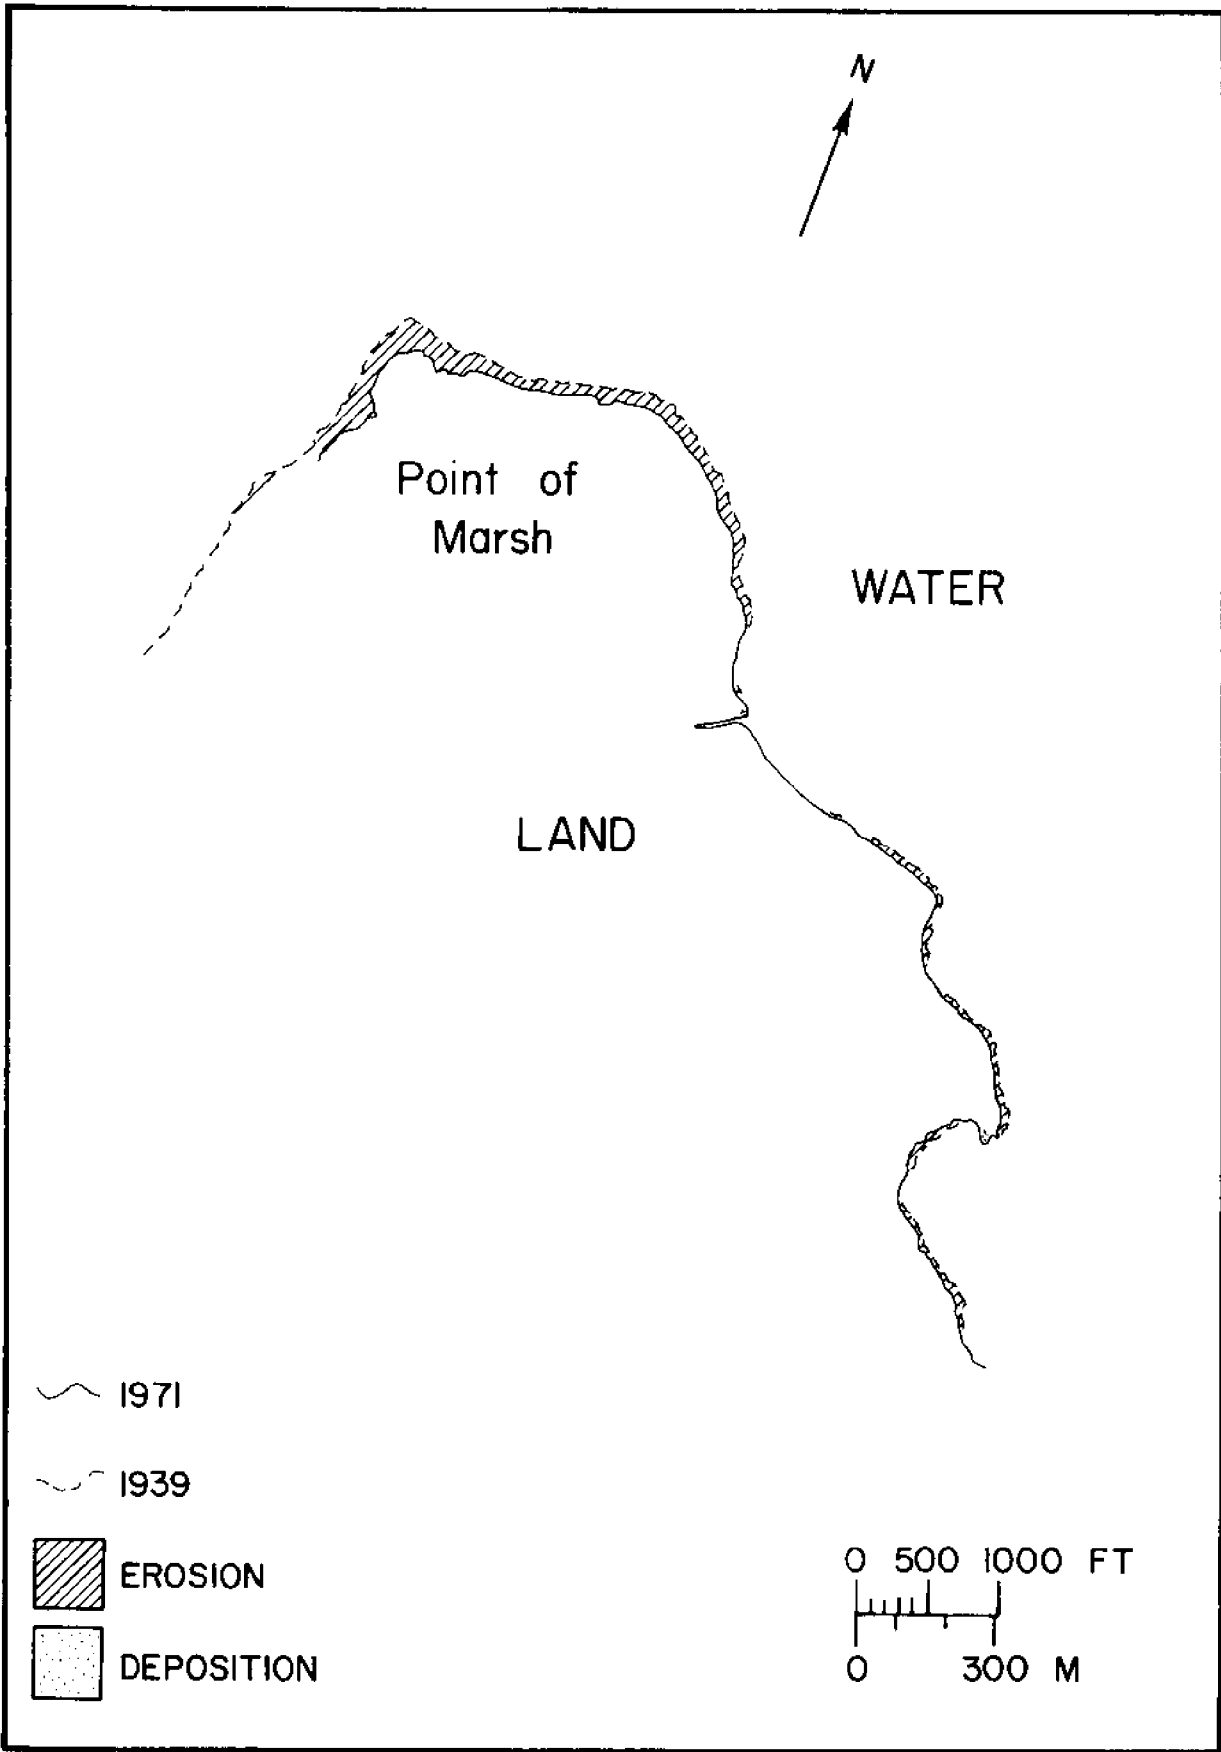 N
Point of
Marsh
WATER
LAND
1971
1939
EROSION
DEPOSITION
0 500 1000 FT
0 300 M